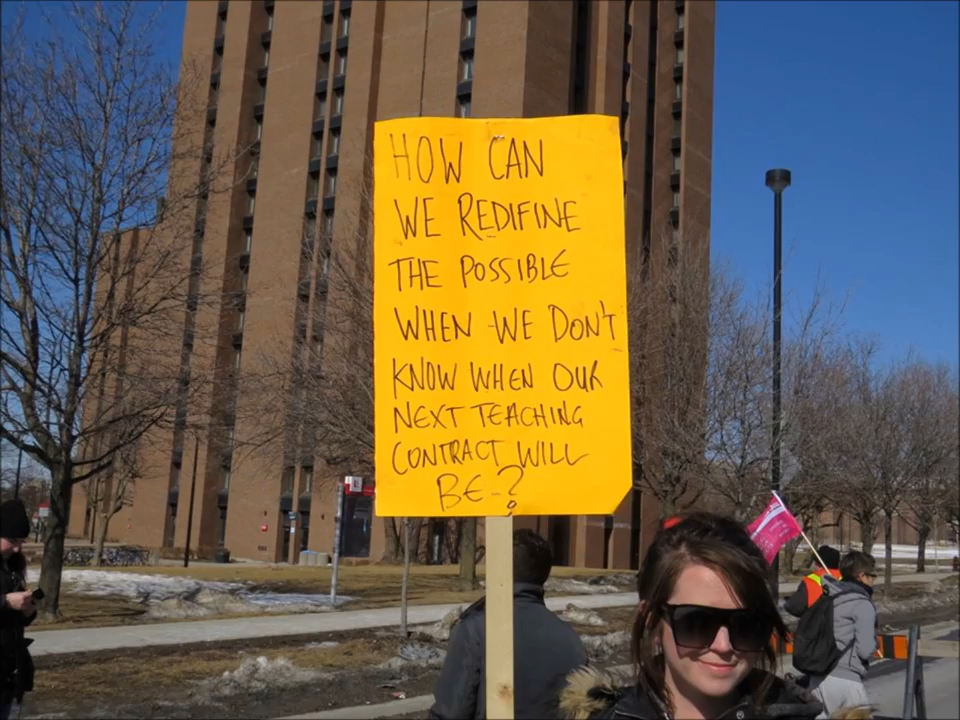 HOW CAN
WE REDIFINE
THE POSSIBLE
WHEN WE DON'T
KNOW WHEN OUR
NEXT TEACHING
CONTRACT WILL
BE?